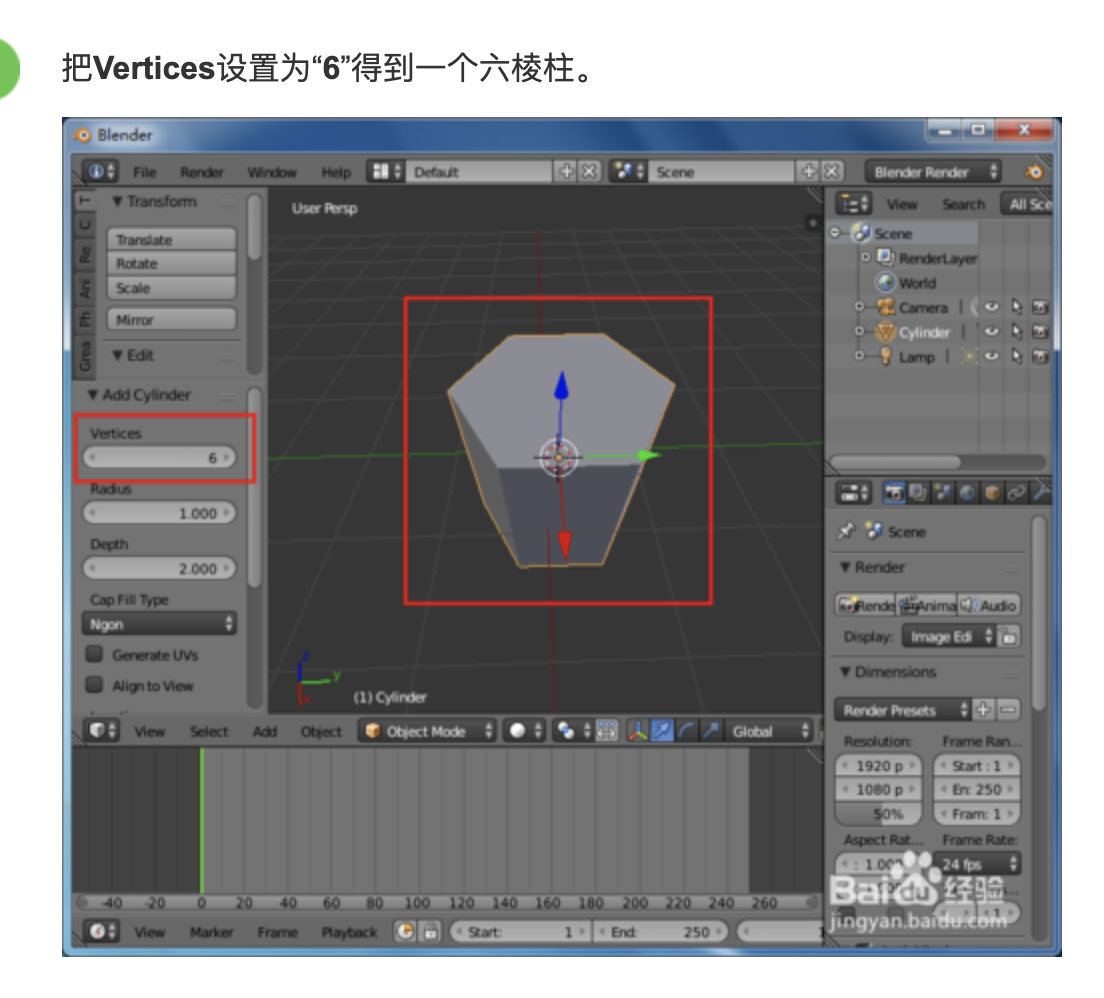 把Vertices设置为“6”得到一个六棱柱。
Blender
File Render Window Help Default Scene Blender Render
Transform
Translate
Rotate
Scale
Mirror
Edit
T
C
Re
Ani
Ph
Grea
Add Cylinder
Vertices
6
Radius
1.000
Depth
2.000
Cap Fill Type
Ngon
Generate UVs
Align to View
User Persp
z
y
x
(1) Cylinder
View Select Add Object Object Mode Global
-40 -20 0 20 40 60 80 100 120 140 160 180 200 220 240 260
View Marker Frame Playback Start: 1 End: 250
View Search All Sce
Scene
RenderLayer
World
Camera
Cylinder
Lamp
Scene
Render
Rende Anima Audio
Display: Image Edi
Dimensions
Render Presets
Resolution: Frame Ran...
1920 p Start : 1
1080 p En: 250
50% Fram: 1
Aspect Rat... Frame Rate:
: 1.00 24 fps
Baidu 经验
jingyan.baidu.com